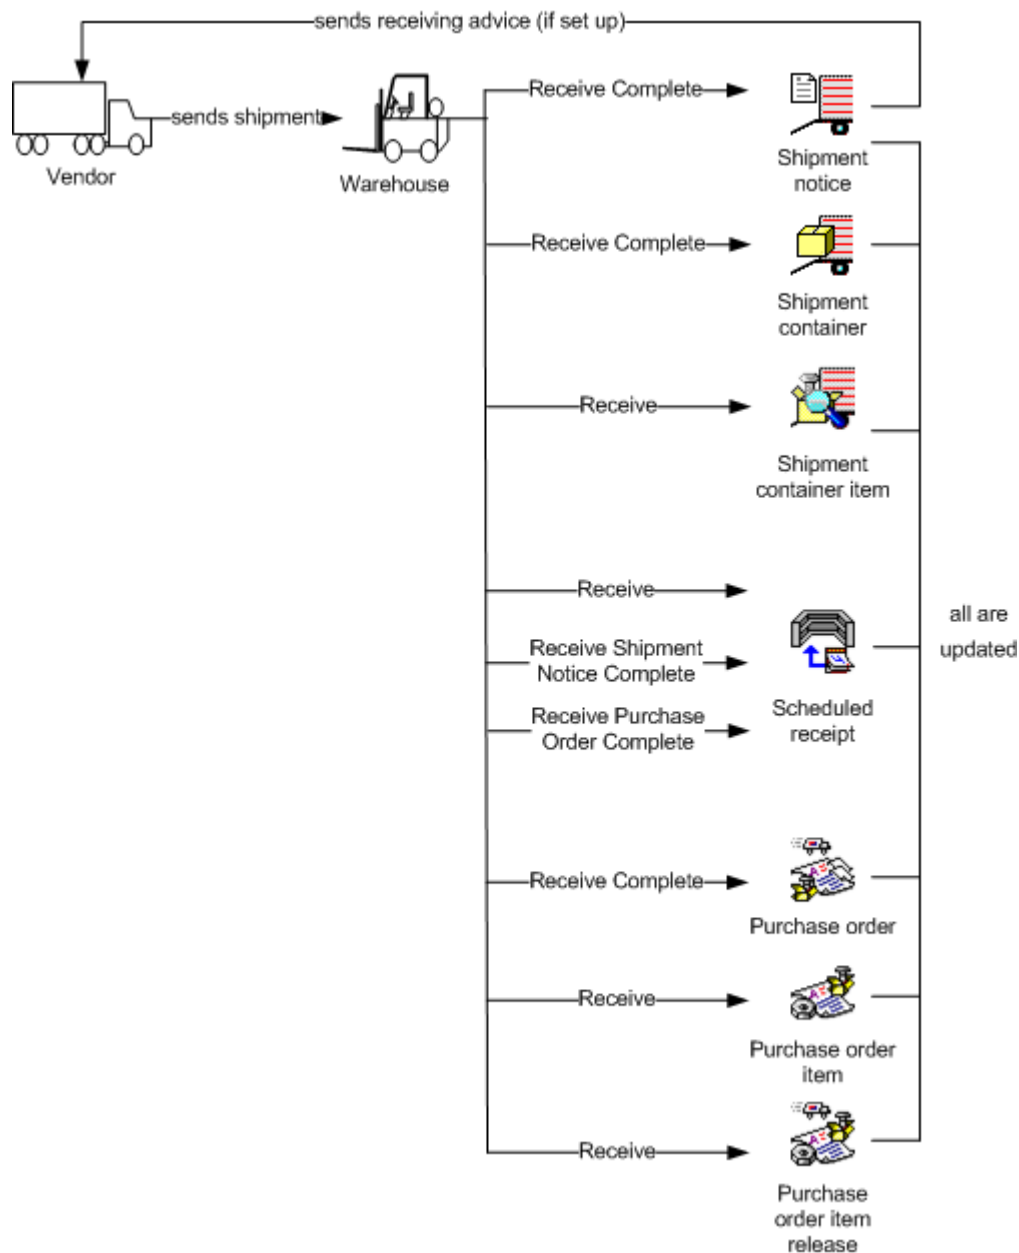 sends receiving advice (if set up)
sends shipment
Vendor
Warehouse
Receive Complete
Shipment
notice
Receive Complete
Shipment
container
Receive
Shipment
container item
Receive
Receive Shipment
Notice Complete
Receive Purchase
Order Complete
Scheduled
receipt
all are
updated
Receive Complete
Purchase order
Receive
Purchase order
item
Receive
Purchase
order item
release